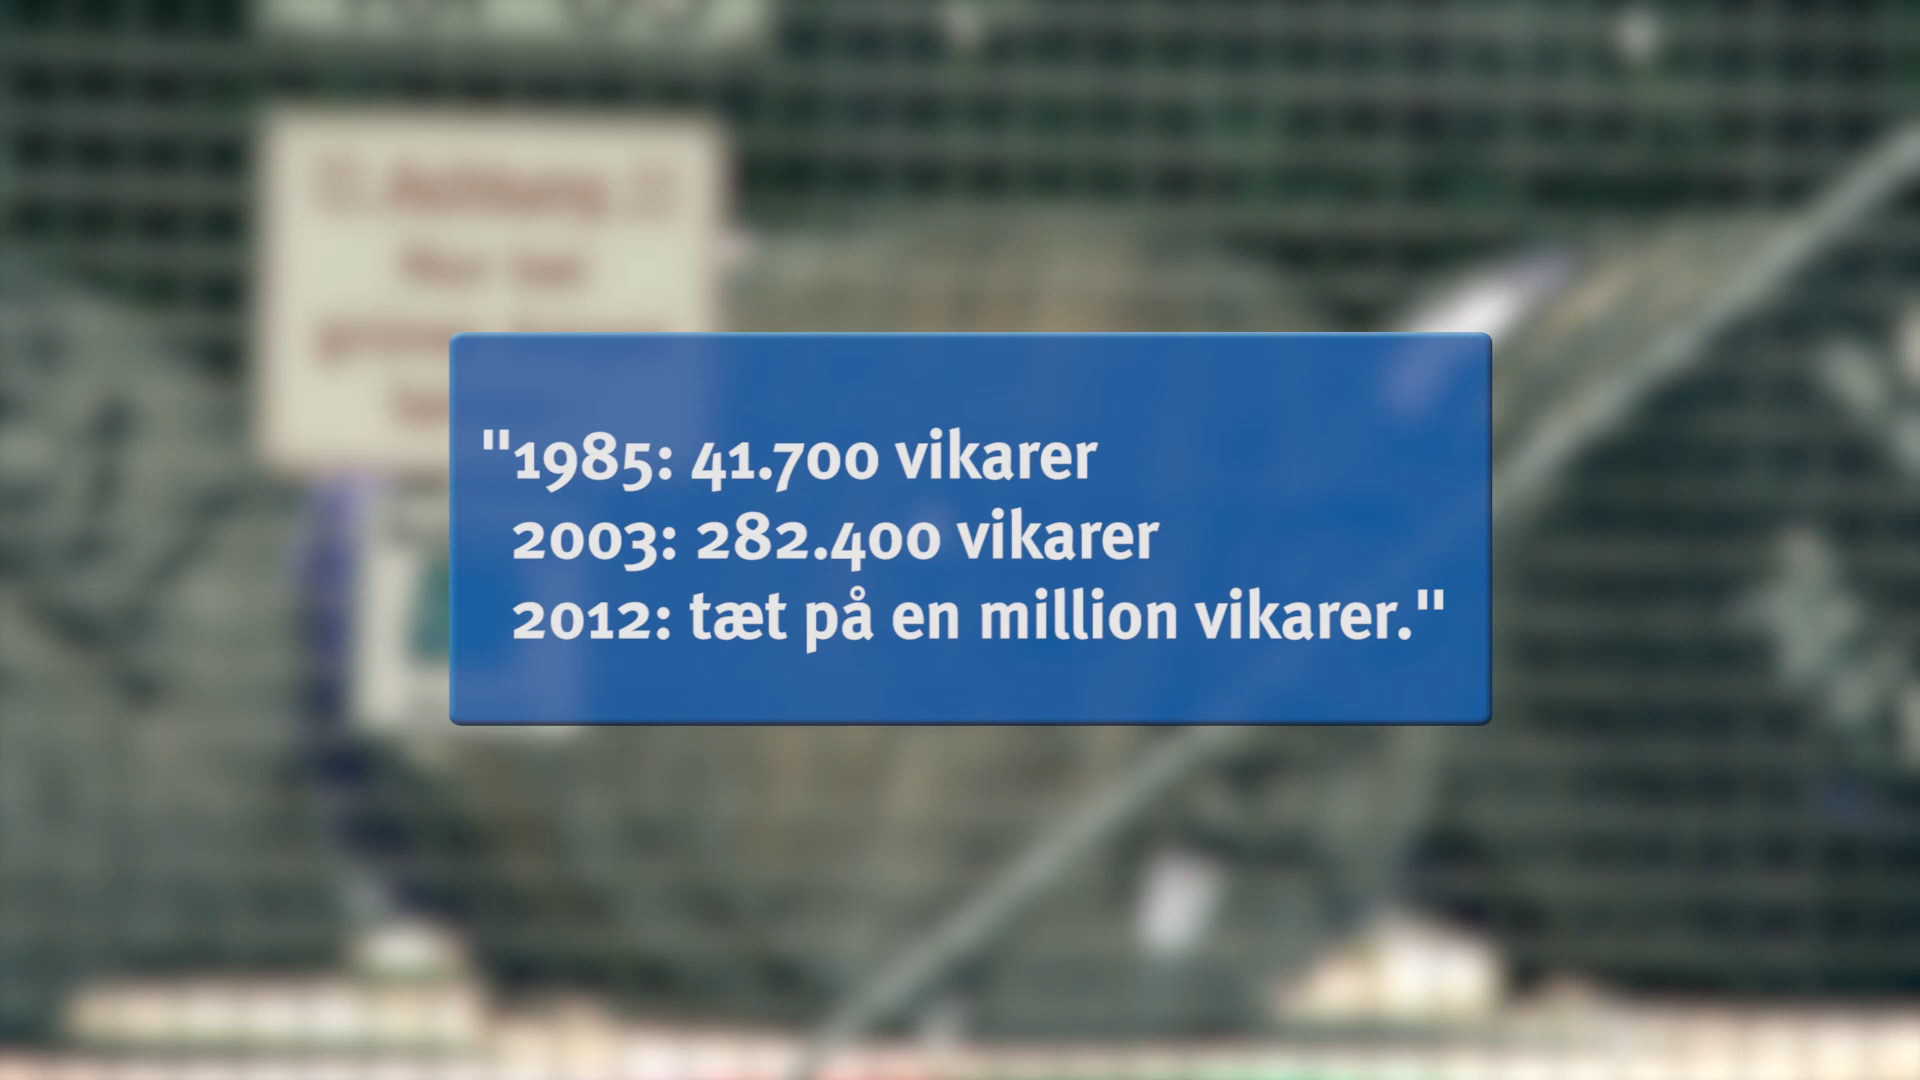 "1985: 41.700 vikarer
2003: 282.400 vikarer
2012: tæt på en million vikarer."